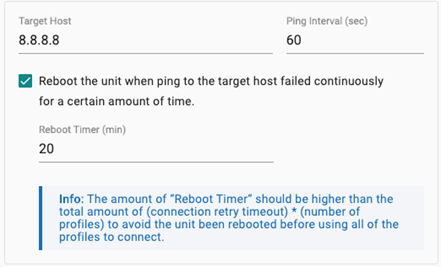 Target Host
Ping Interval (sec)
8.8.8.8
60
Reboot the unit when ping to the target host failed continuously
for a certain amount of time.
Reboot Timer (min)
20
Info: The amount of "Reboot Timer" should be higher than the
total amount of (connection retry timeout) * (number of
profiles) to avoid the unit been rebooted before using all of the
profiles to connect.